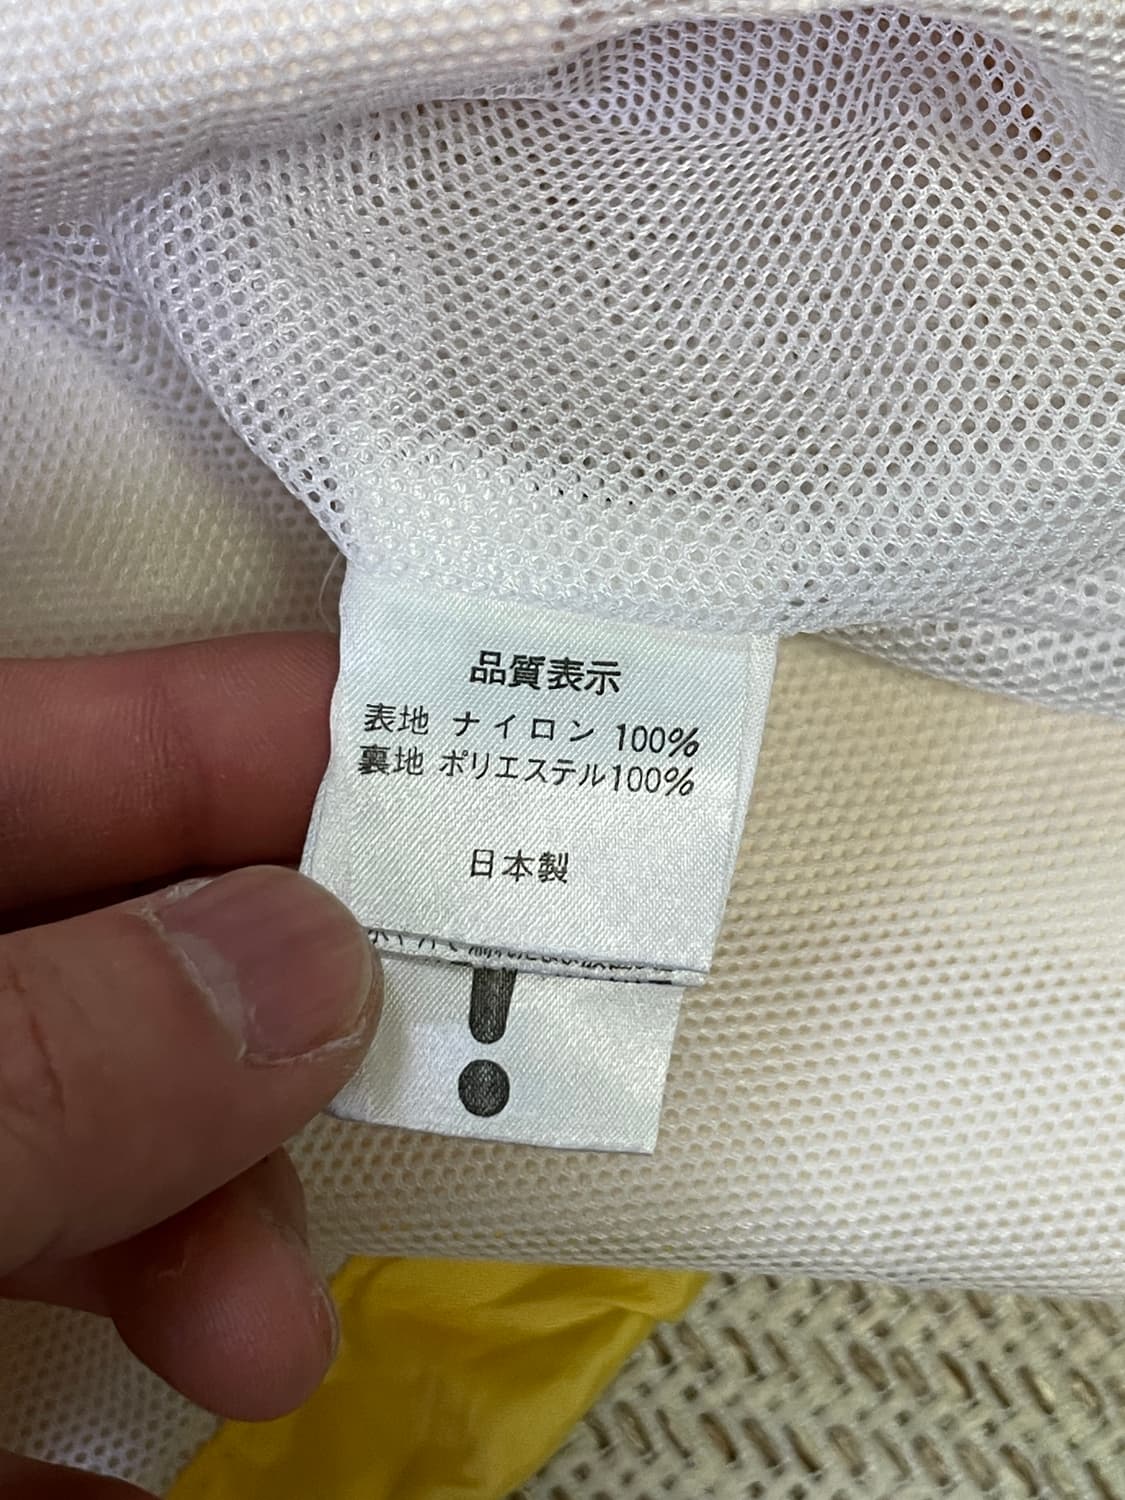 品質表示
表地 ナイロン 100%
裏地 ポリエステル100%
日本製